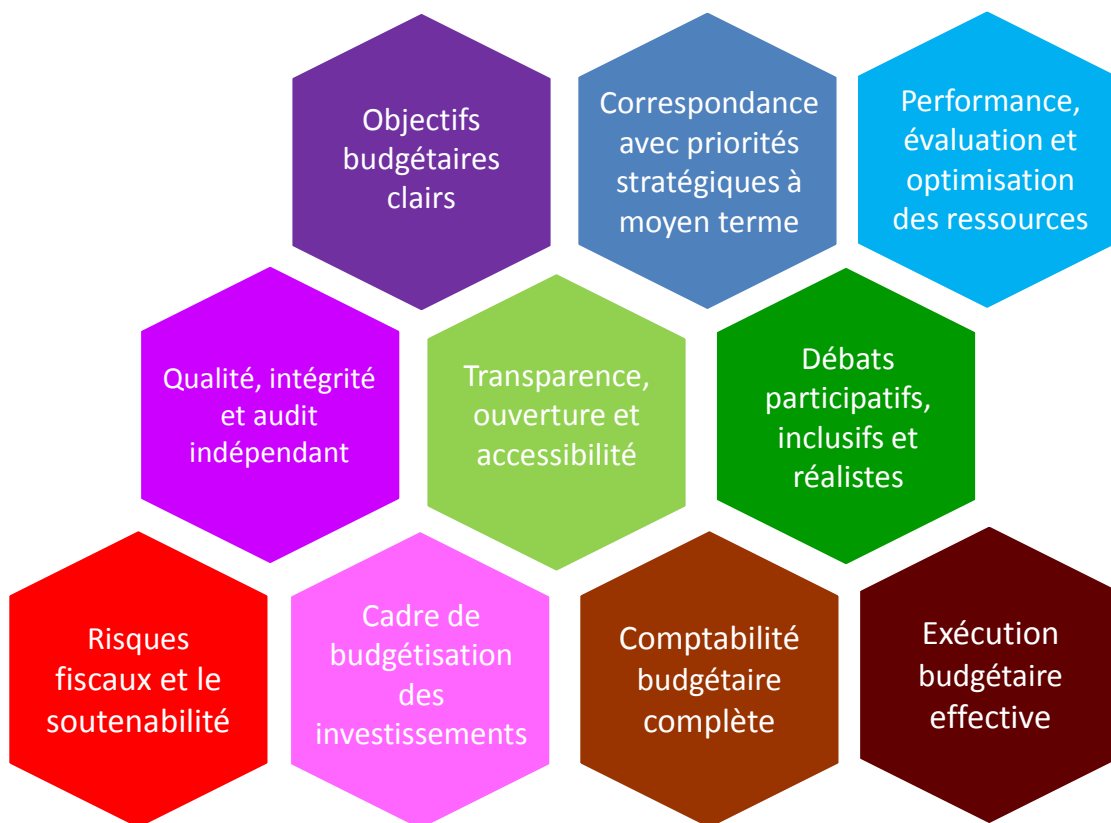 Objectifs
budgétaires
clairs
Correspondance
avec priorités
stratégiques à
moyen terme
Performance,
évaluation et
optimisation
des ressources
Qualité, intégrité
et audit
indépendant
Transparence,
ouverture et
accessibilité
Débats
participatifs,
inclusifs et
réalistes
Risques
fiscaux et le
soutenabilité
Cadre de
budgétisation
des
investissements
Comptabilité
budgétaire
complète
Exécution
budgétaire
effective